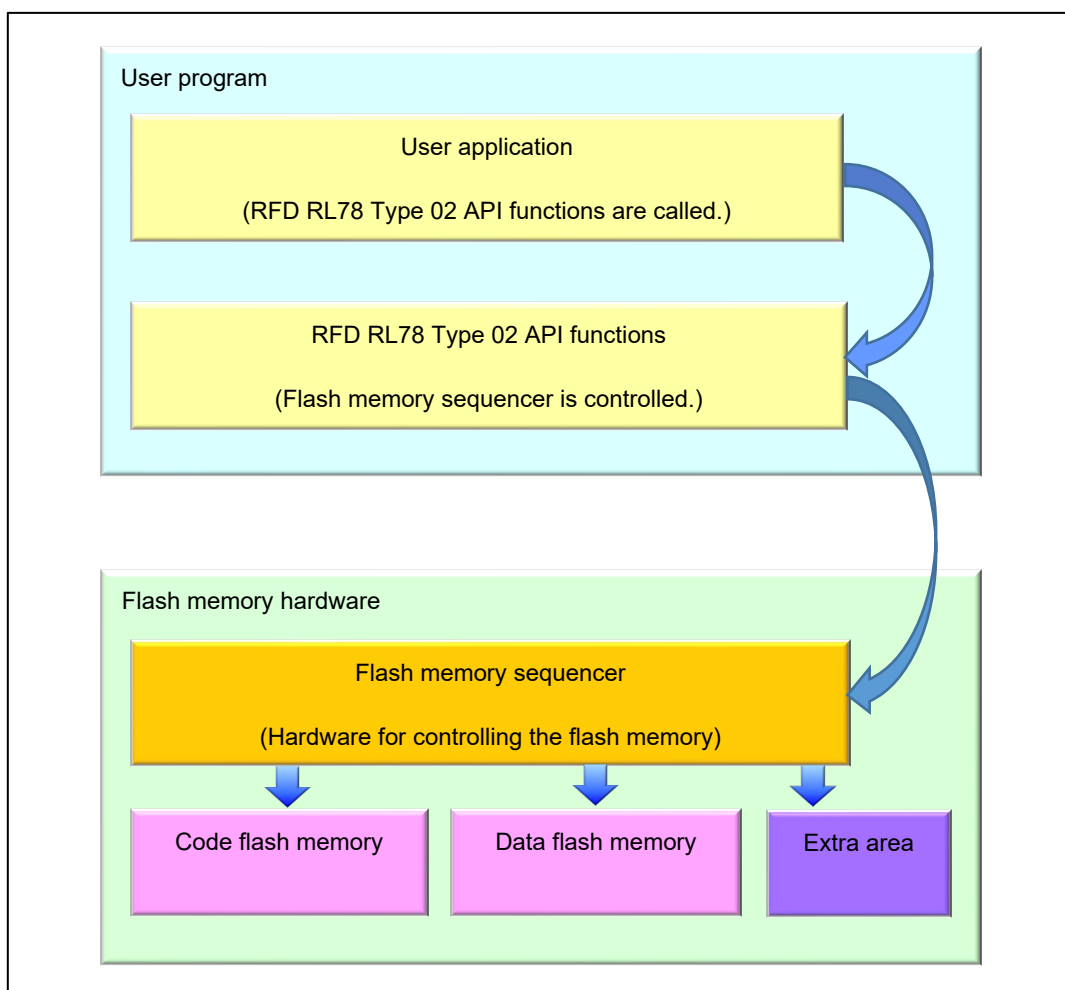 User program
User application
(RFD RL78 Type 02 API functions are called.)
RFD RL78 Type 02 API functions
(Flash memory sequencer is controlled.)
Flash memory hardware
Flash memory sequencer
(Hardware for controlling the flash memory)
Code flash memory
Data flash memory
Extra area